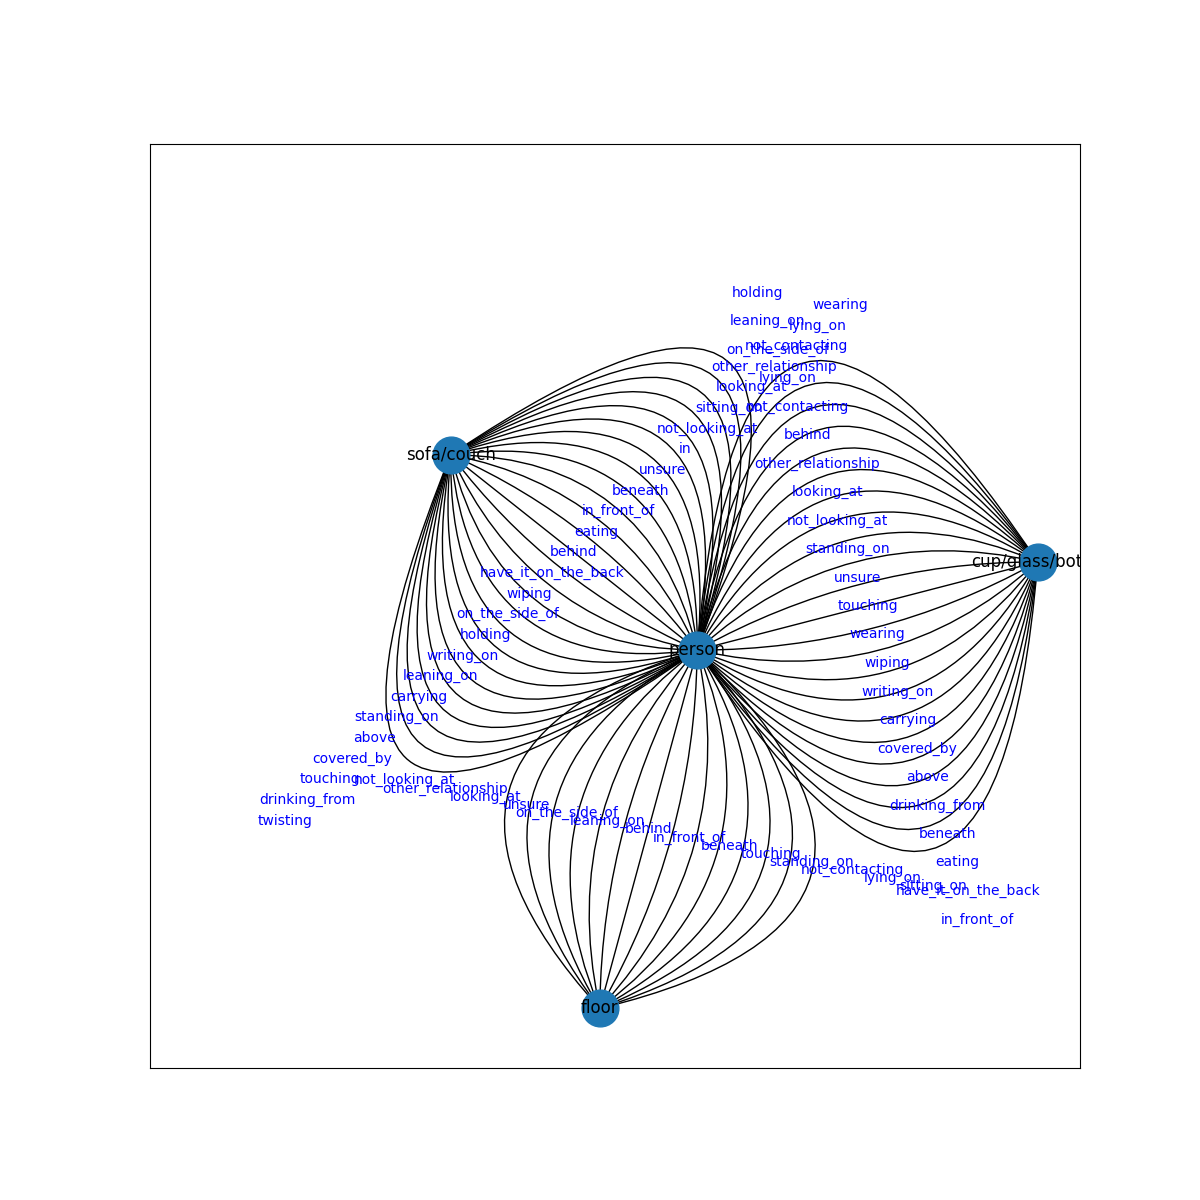 holding
wearing
leaning_on
lying_on
not_contacting
on_the_side_of
other_relationship
lying_on
looking_at
sitting_on
not_contacting
not_looking_at
behind
in
sofa/couch
other_relationship
unsure
beneath
looking_at
in_front_of
not_looking_at
eating
standing_on
behind
cup/glass/bot
have_it_on_the_back
unsure
wiping
touching
on_the_side_of
holding
wearing
person
writing_on
wiping
leaning_on
writing_on
carrying
standing_on
carrying
above
covered_by
covered_by
touching
not_looking_at
above
other_relationship
looking_at
drinking_from
unsure
drinking_from
on_the_side_of
twisting
leaning_on
behind
beneath
in_front_of
beneath
touching
standing_on
eating
not_contacting
lying_on
sitting_on
have_it_on_the_back
in_front_of
floor